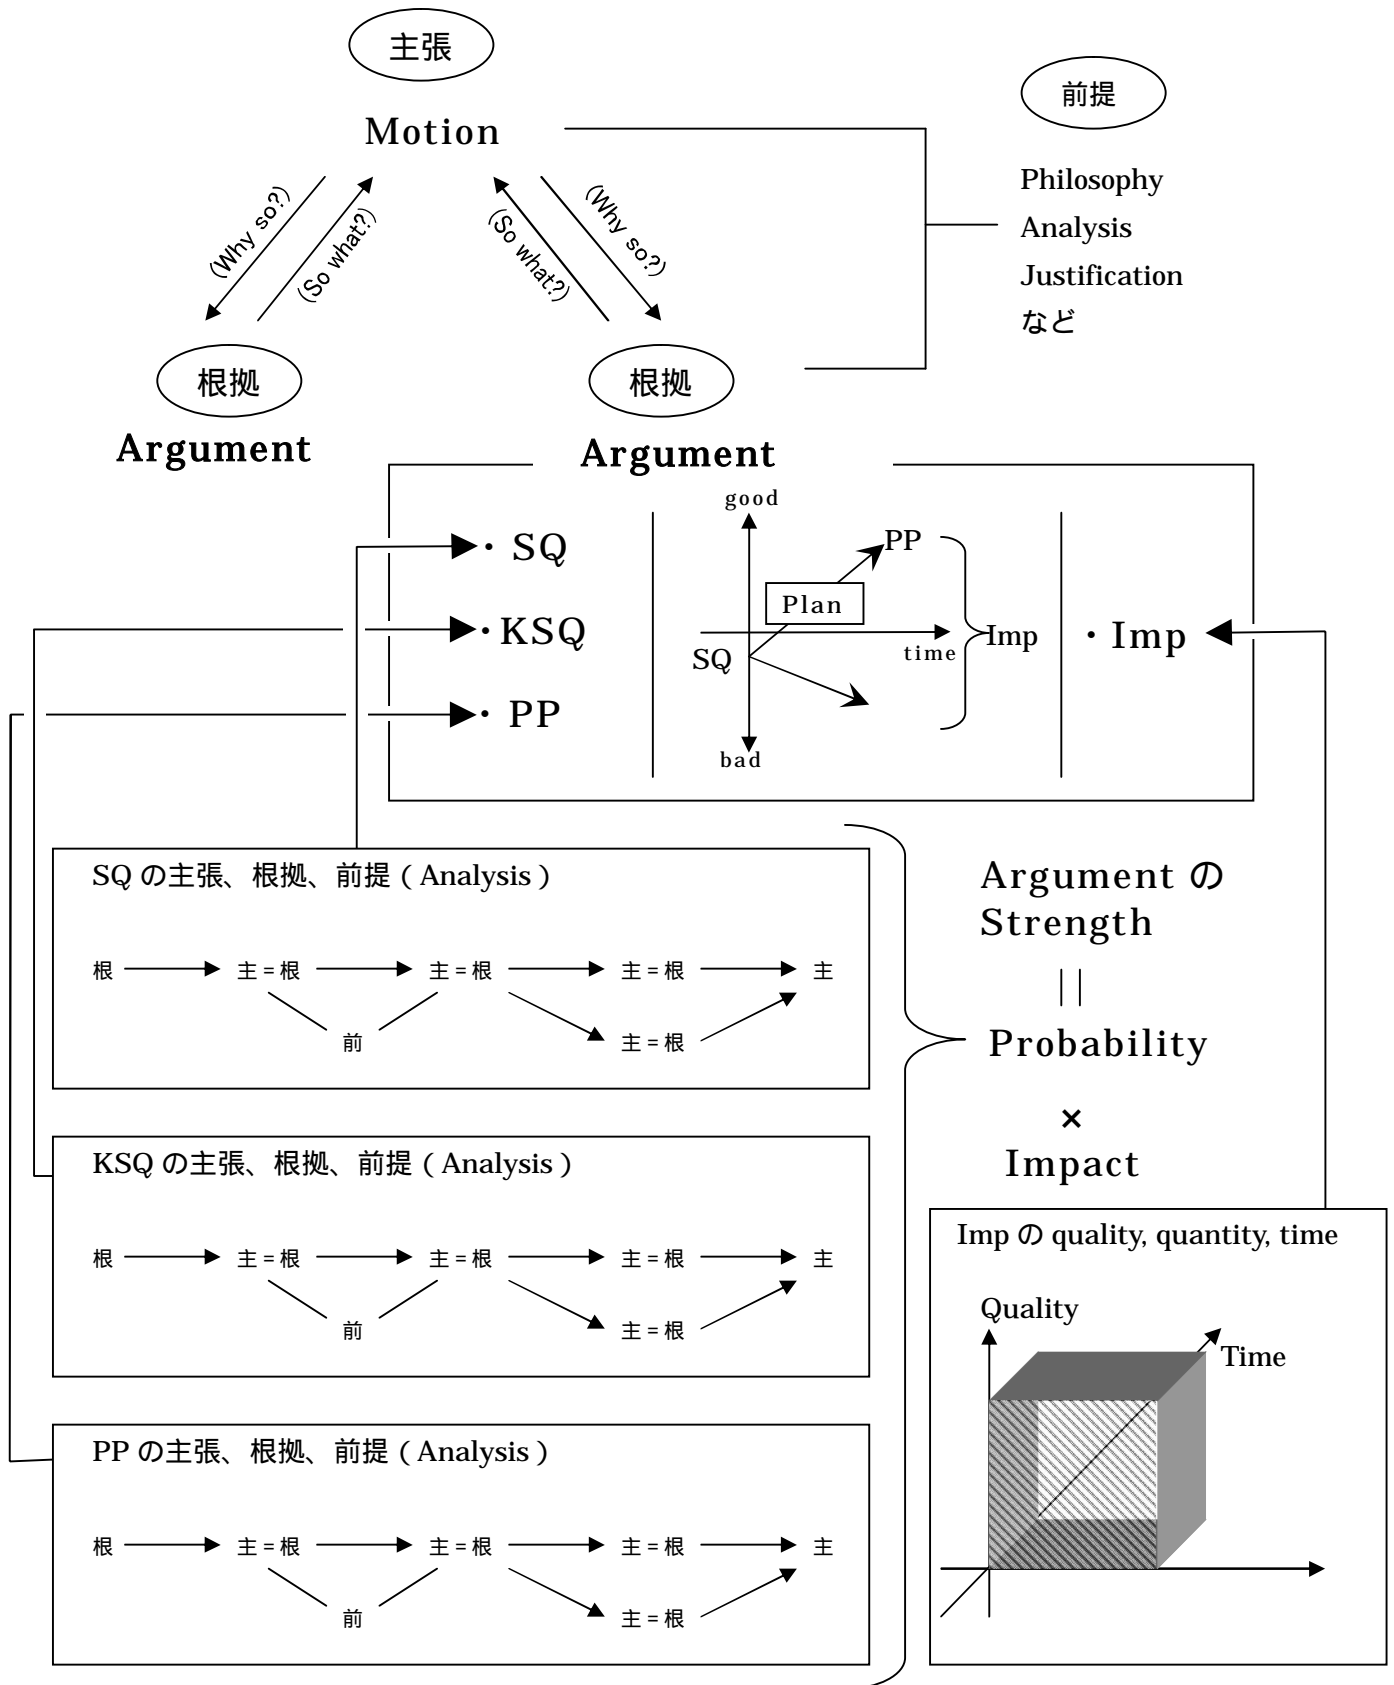 主張
前提
Motion
Philosophy
Analysis
Justification
など
(Why so?)
(So what?)
(So what?)
(Why so?)
根拠
根拠
Argument
Argument
good
・SQ
PP
Plan
・KSQ
Imp
・Imp
SQ
time
・PP
bad
SQ の主張、根拠、前提 ( Analysis )
根 主 = 根 主 = 根 主 = 根 主
前 主 = 根
Argument の
Strength
||
Probability
×
Impact
KSQ の主張、根拠、前提 ( Analysis )
根 主 = 根 主 = 根 主 = 根 主
前 主 = 根
PP の主張、根拠、前提 ( Analysis )
根 主 = 根 主 = 根 主 = 根 主
前 主 = 根
Imp の quality, quantity, time
Quality
Time